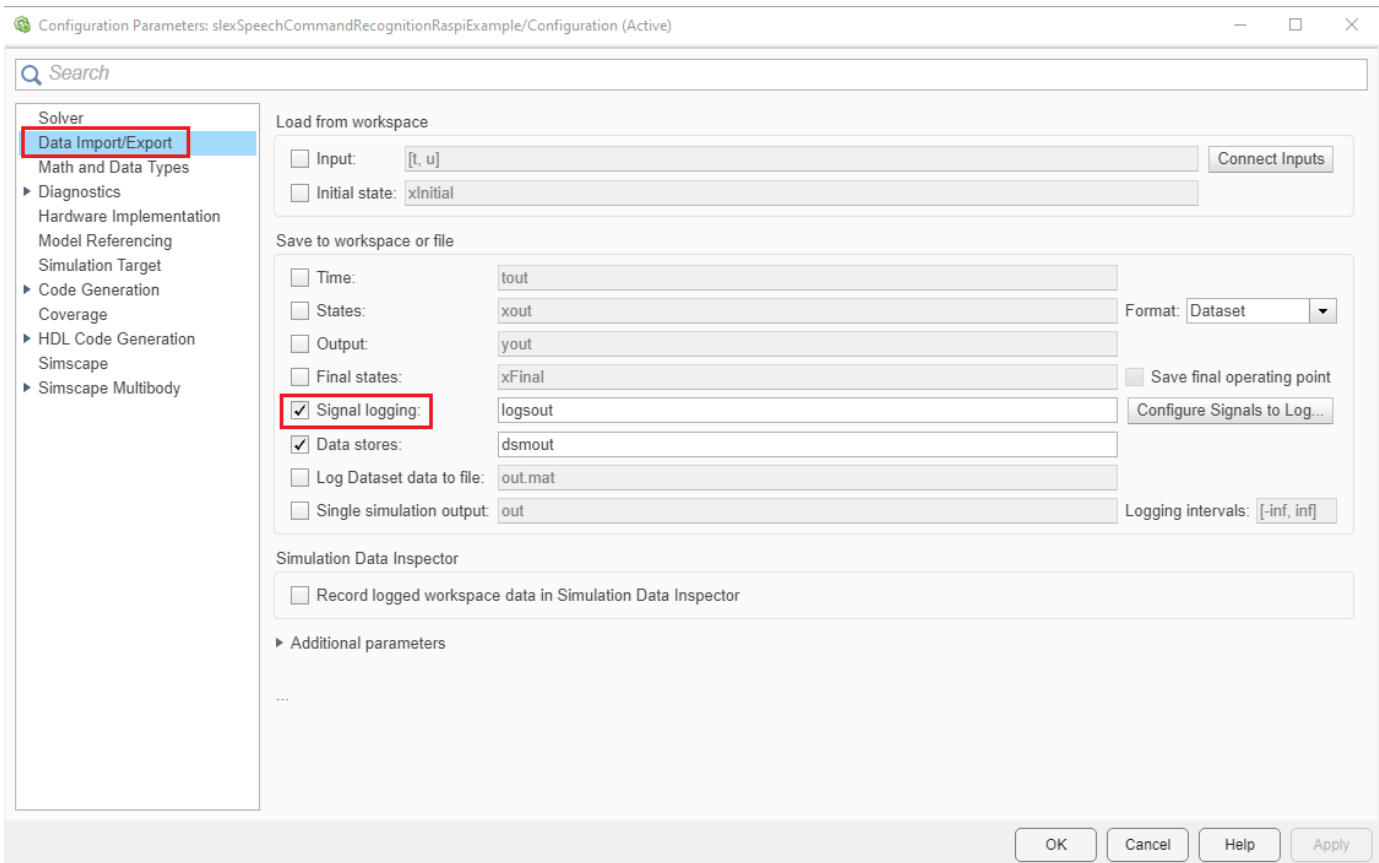 Configuration Parameters: slexSpeechCommandRecognitionRaspiExample/Configuration (Active)
Search
Solver
Data Import/Export
Math and Data Types
Diagnostics
Hardware Implementation
Model Referencing
Simulation Target
Code Generation
Coverage
HDL Code Generation
Simscape
Simscape Multibody
Load from workspace
Input: [t, u] Connect Inputs
Initial state: xInitial
Save to workspace or file
Time: tout
States: xout Format: Dataset
Output: yout
Final states: xFinal Save final operating point
Signal logging: logsout Configure Signals to Log...
Data stores: dsmout
Log Dataset data to file: out.mat
Single simulation output: out Logging intervals: [-inf, inf]
Simulation Data Inspector
Record logged workspace data in Simulation Data Inspector
Additional parameters
...
OK Cancel Help Apply